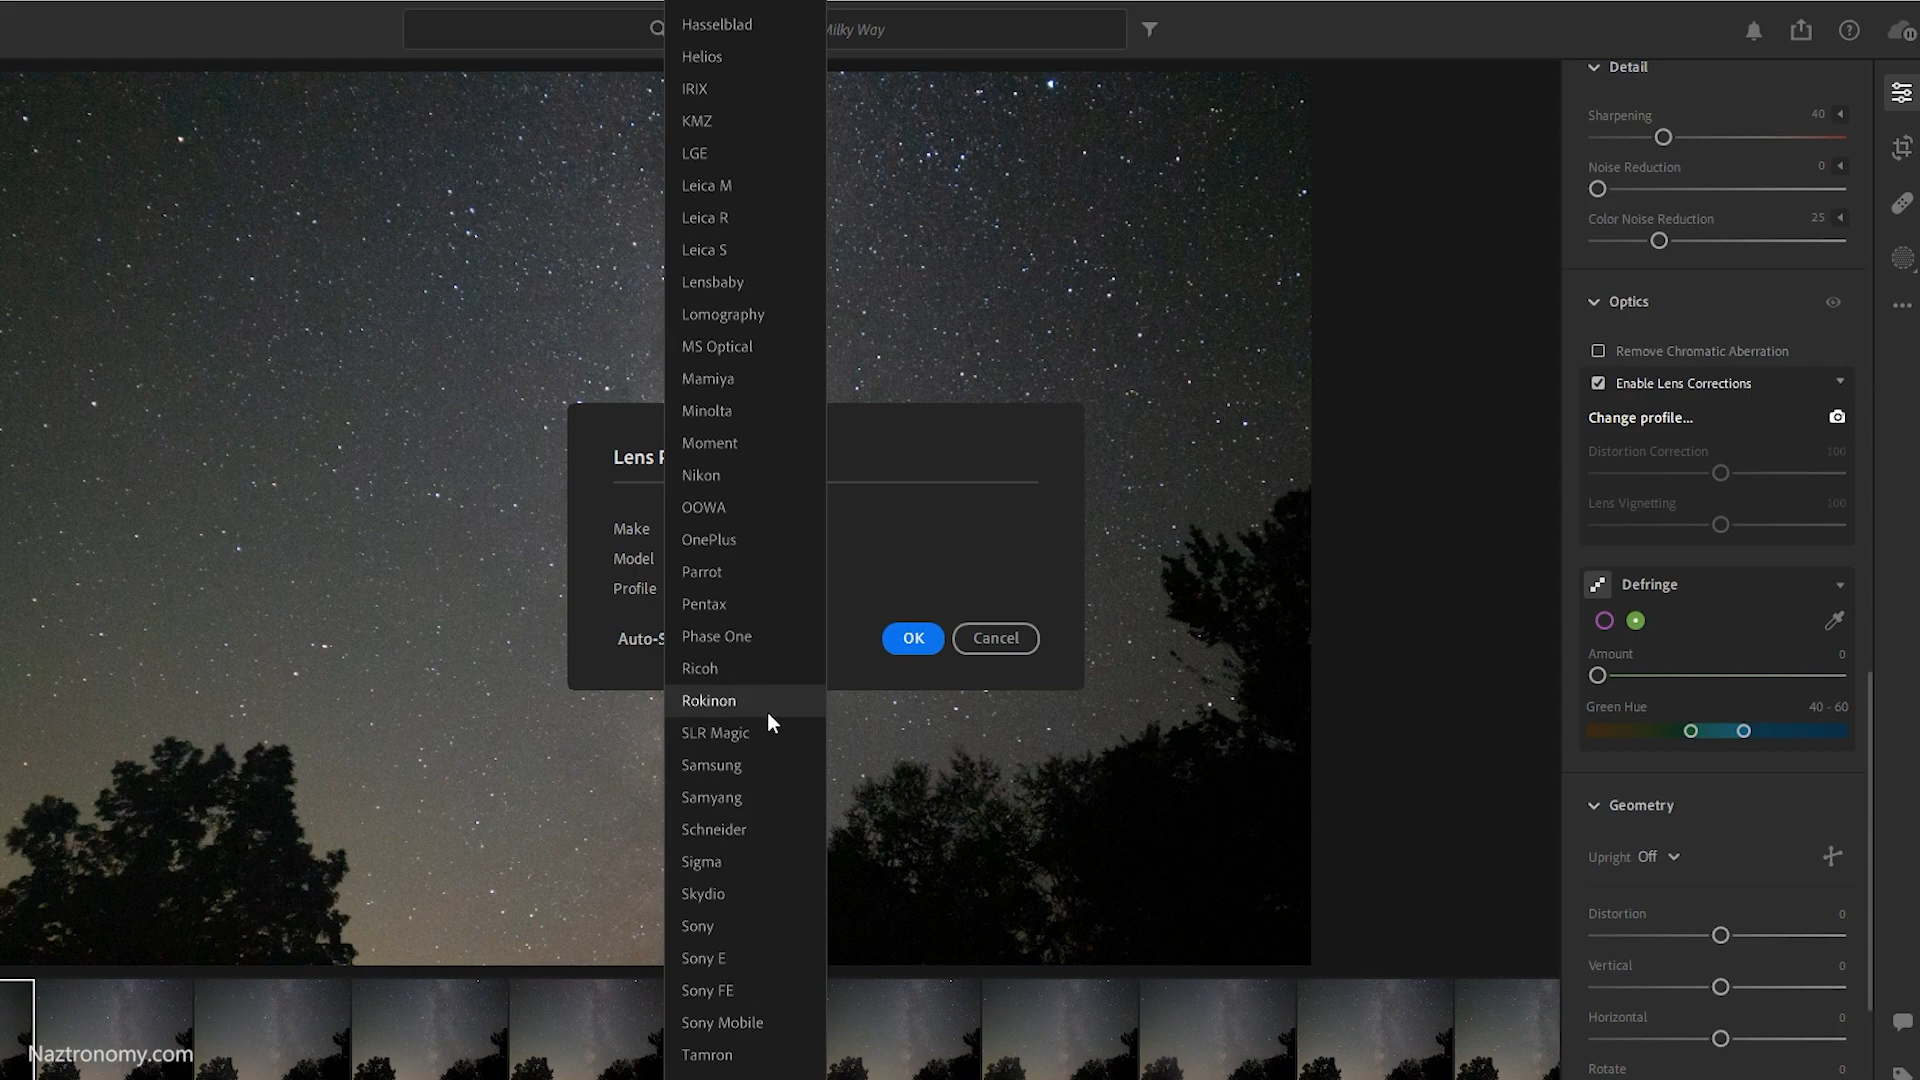 Milky Way
Hasselblad
Helios
IRIX
KMZ
LGE
Leica M
Leica R
Leica S
Lensbaby
Lomography
MS Optical
Mamiya
Minolta
Moment
Nikon
OOWA
OnePlus
Parrot
Pentax
Phase One
Ricoh
Rokinon
SLR Magic
Samsung
Samyang
Schneider
Sigma
Skydio
Sony
Sony E
Sony FE
Sony Mobile
Tamron
Lens P
Make
Model
Profile
Auto-S
OK
Cancel
Detail
Sharpening 40
Noise Reduction 0
Color Noise Reduction 25
Optics
Remove Chromatic Aberration
Enable Lens Corrections
Change profile...
Distortion Correction 100
Lens Vignetting 100
Defringe
Amount 0
Green Hue 40 - 60
Geometry
Upright Off
Distortion 0
Vertical 0
Horizontal 0
Rotate 0
Naztronomy.com